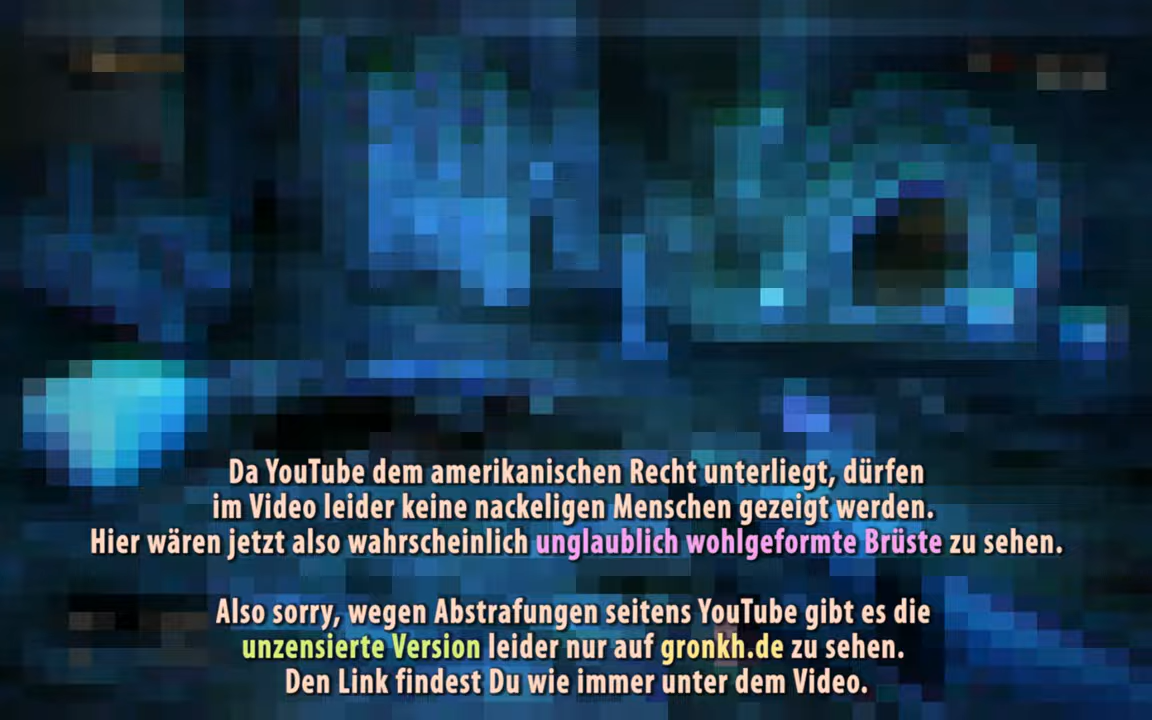 Da YouTube dem amerikanischen Recht unterliegt, dürfen
im Video leider keine nackeligen Menschen gezeigt werden.
Hier wären jetzt also wahrscheinlich unglaublich wohlgeformte Brüste zu sehen.
Also sorry, wegen Abstrafungen seitens YouTube gibt es die
unzensierte Version leider nur auf gronkh.de zu sehen.
Den Link findest Du wie immer unter dem Video.